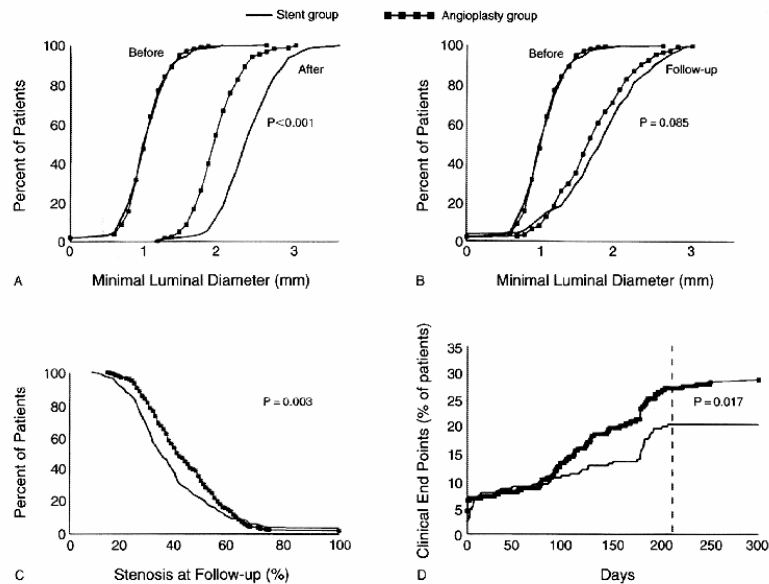 Stent group
Angioplasty group
Percent of Patients
100
80
60
40
20
0
Before
After
P<0.001
0
1
2
3
A
Minimal Luminal Diameter (mm)
Percent of Patients
100
80
60
40
20
0
Before
Follow-up
P = 0.085
0
1
2
3
B
Minimal Luminal Diameter (mm)
Percent of Patients
100
80
60
40
20
0
P = 0.003
0
20
40
60
80
100
C
Stenosis at Follow-up (%)
Clinical End Points (% of patients)
35
30
25
20
15
10
5
0
P = 0.017
0
50
100
150
200
250
300
D
Days